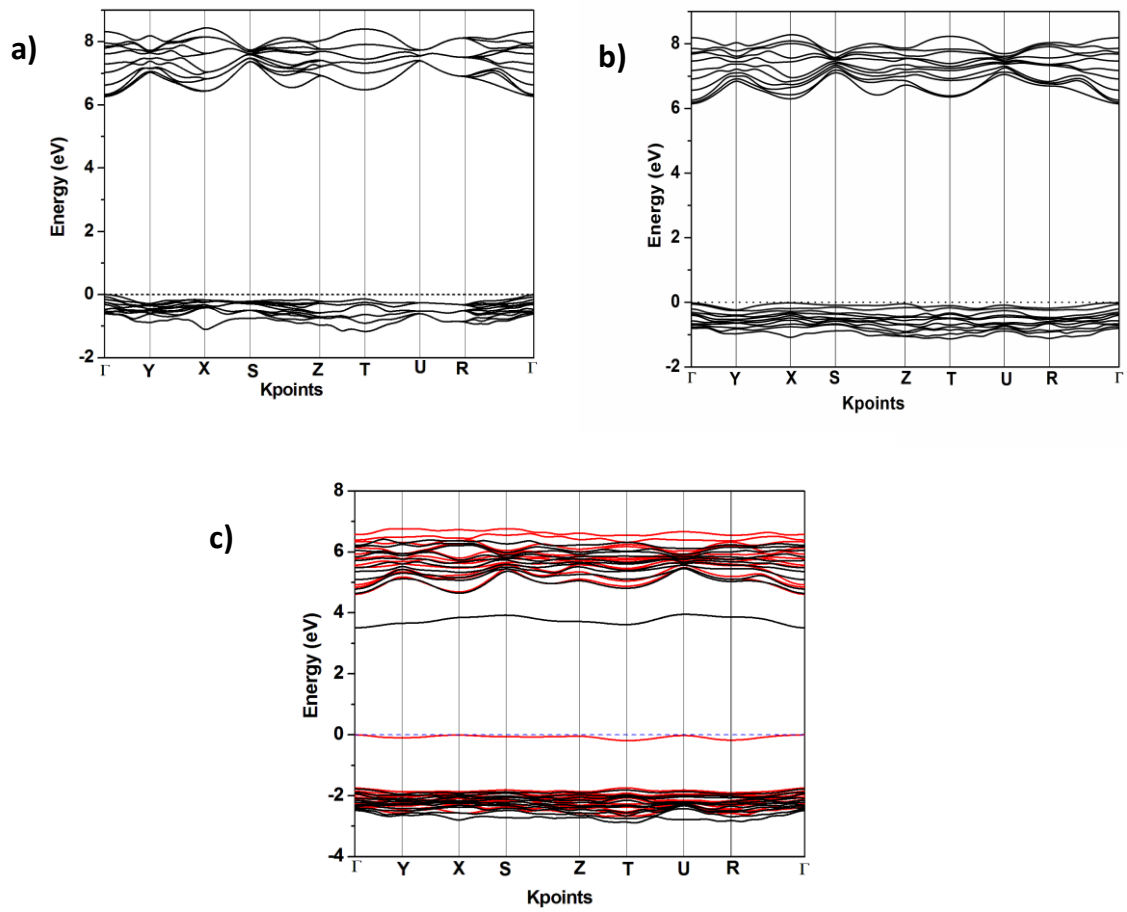 a)
8
6
4
2
0
-2
Energy (eV)
Γ Y X S Z T U R Γ
Kpoints
b)
8
6
4
2
0
-2
Energy (eV)
Γ Y X S Z T U R Γ
Kpoints
c)
8
6
4
2
0
-2
-4
Energy (eV)
Γ Y X S Z T U R Γ
Kpoints